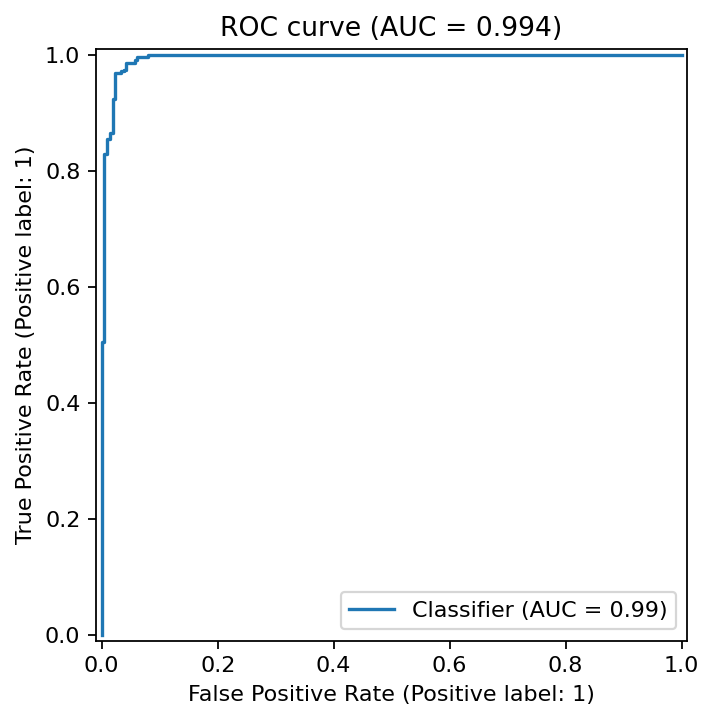 ROC curve (AUC = 0.994)
True Positive Rate (Positive label: 1)
1.0
0.8
0.6
0.4
0.2
0.0
Classifier (AUC = 0.99)
0.0 0.2 0.4 0.6 0.8 1.0
False Positive Rate (Positive label: 1)